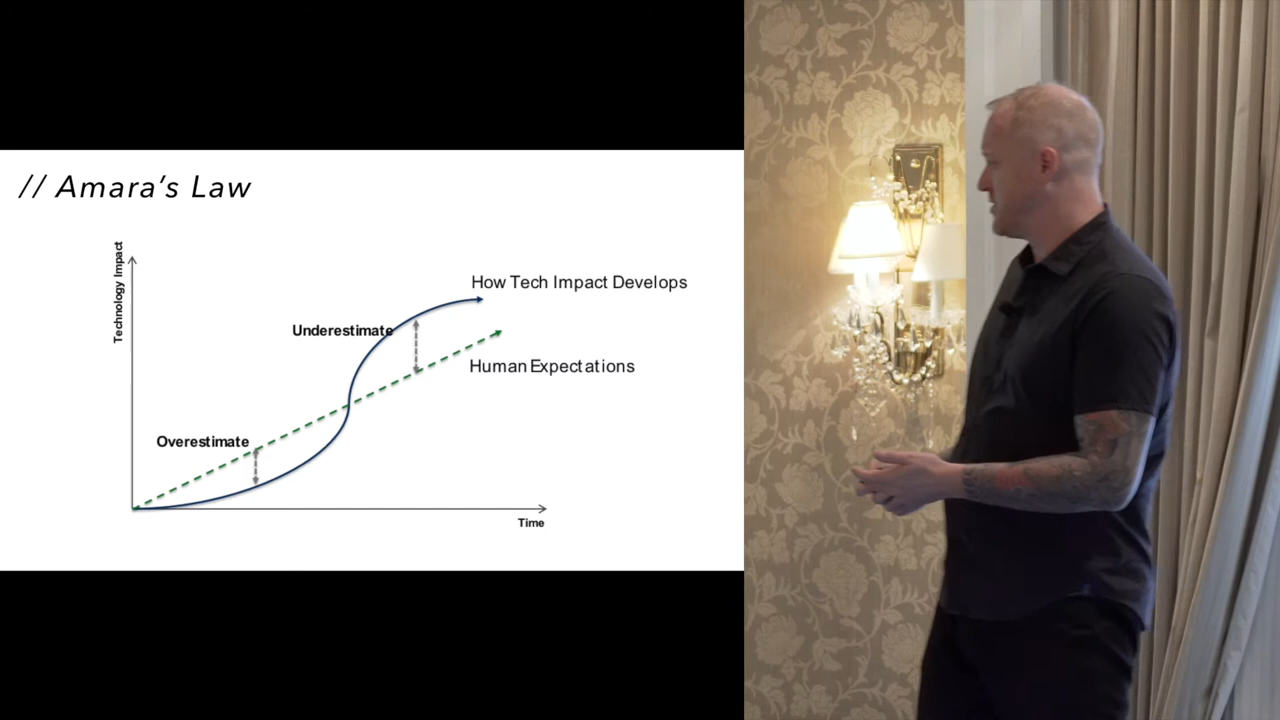 // Amara's Law
Technology Impact
How Tech Impact Develops
Underestimate
Human Expectations
Overestimate
Time